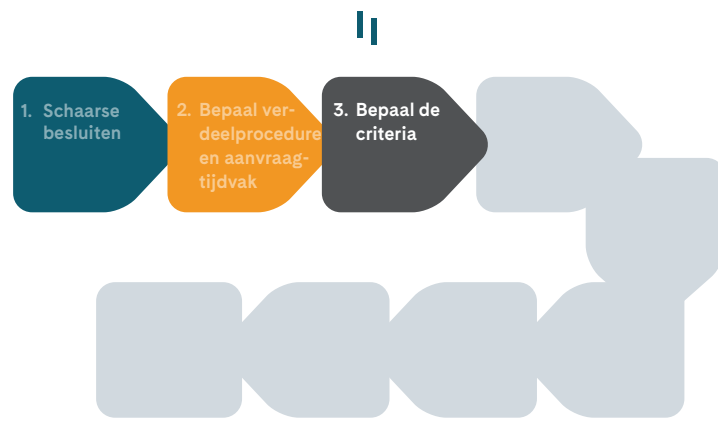 1. Schaarse
besluiten
2. Bepaal ver-
deelprocedure
en aanvraag-
tijdvak
3. Bepaal de
criteria